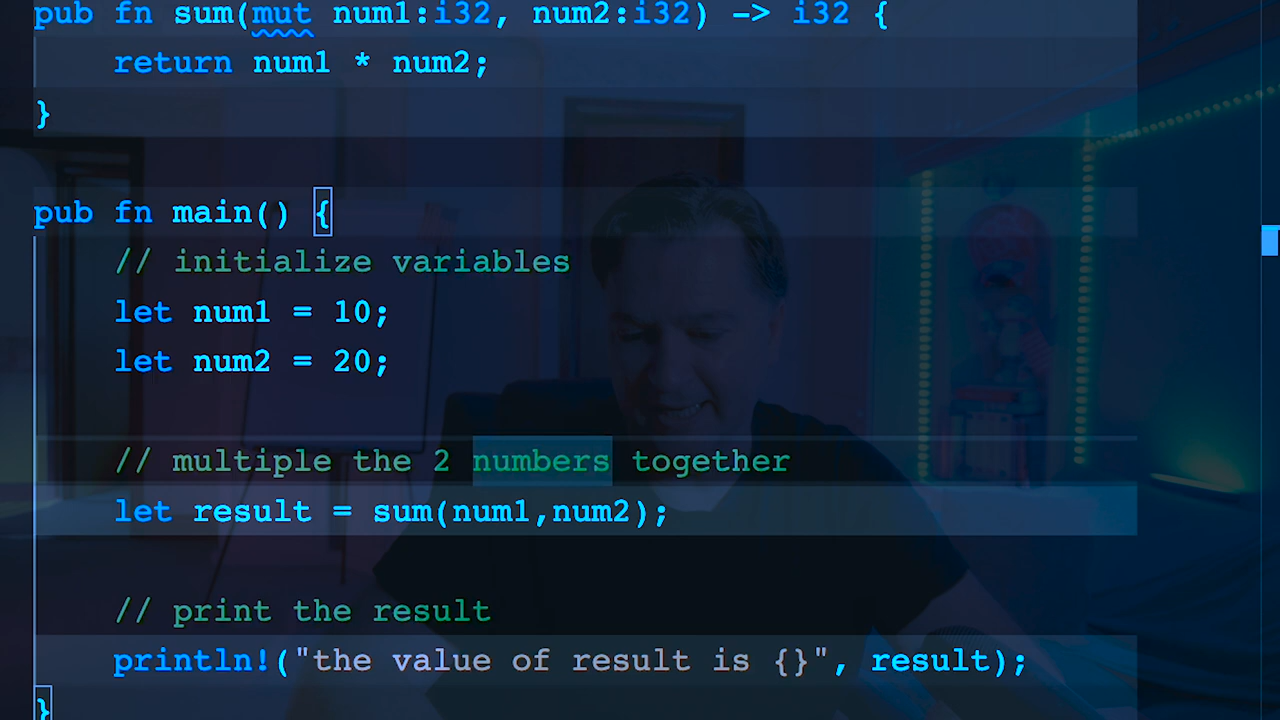 pub fn sum(mut num1:i32, num2:i32) -> i32 {
return num1 * num2;
}
pub fn main() {
// initialize variables
let num1 = 10;
let num2 = 20;
// multiple the 2 numbers together
let result = sum(num1,num2);
// print the result
println!("the value of result is {}", result);
}